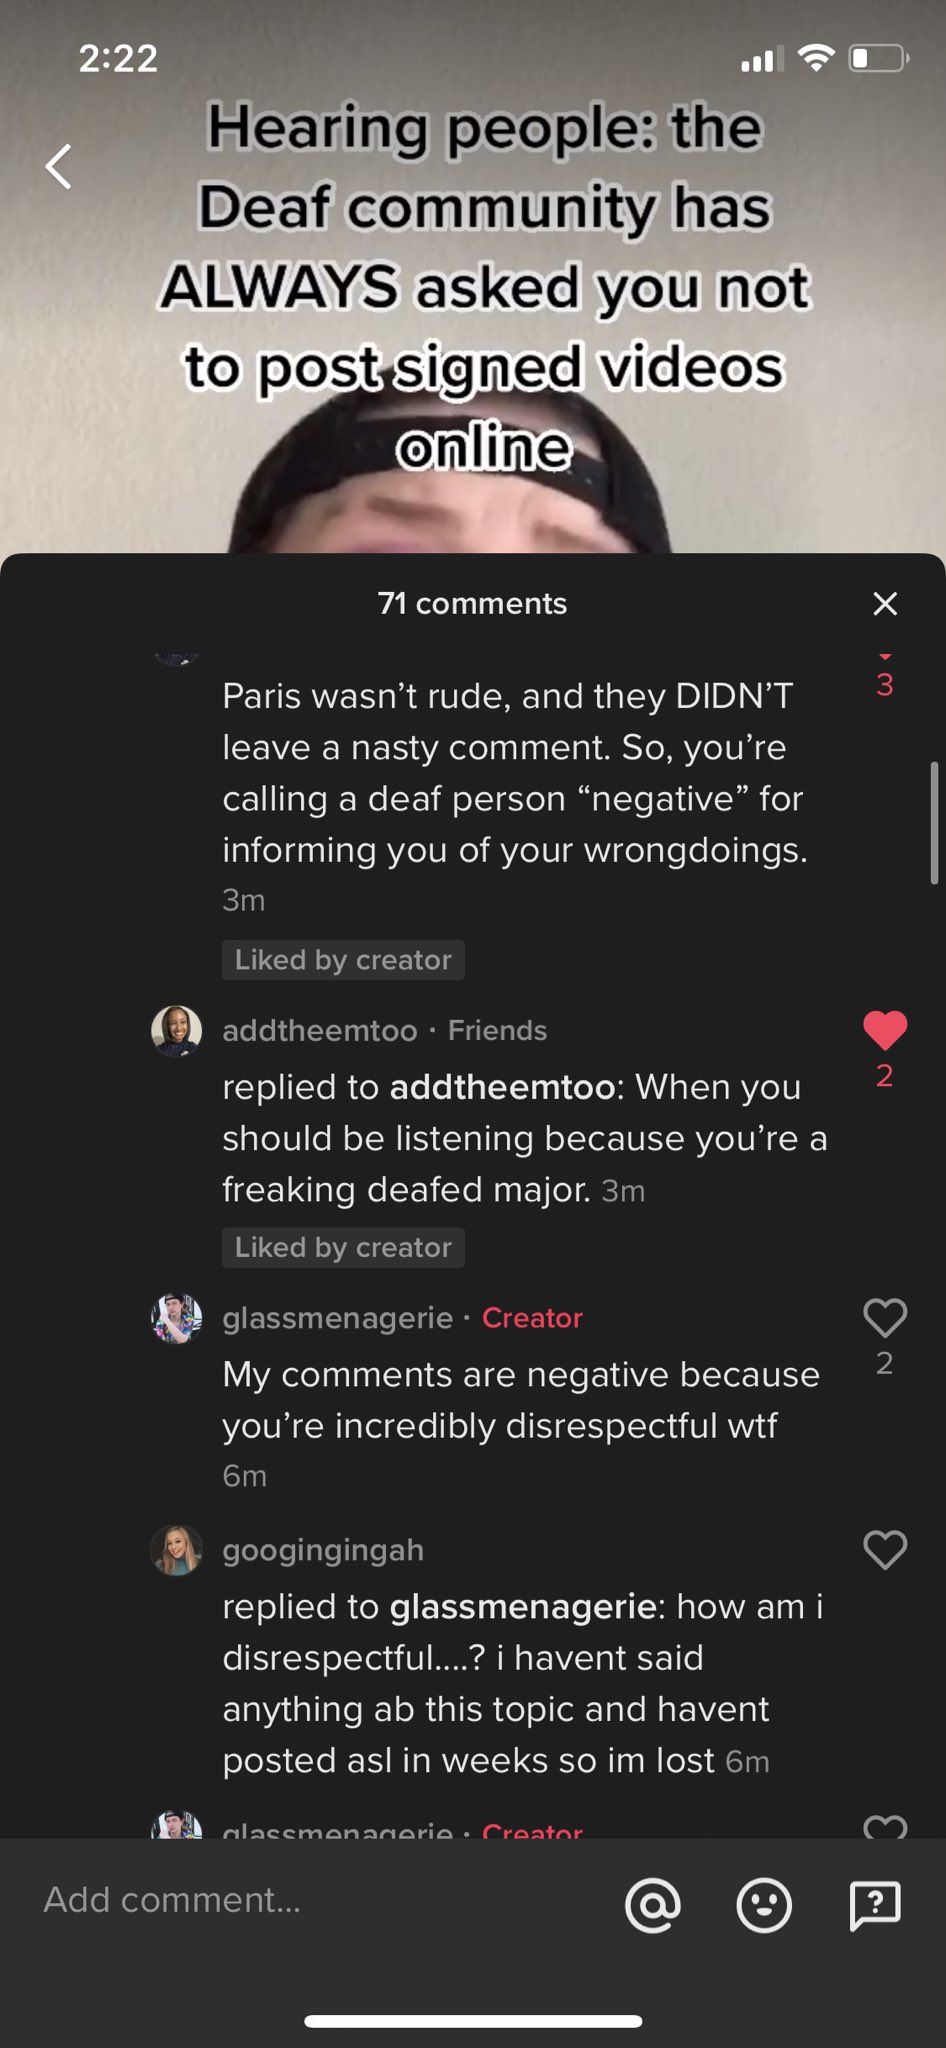 2:22
Hearing people: the
Deaf community has
ALWAYS asked you not
to post signed videos
online
71 comments
Paris wasn’t rude, and they DIDN’T
leave a nasty comment. So, you’re
calling a deaf person “negative” for
informing you of your wrongdoings.
3m
3
Liked by creator
addtheemtoo · Friends
replied to addtheemtoo: When you
should be listening because you’re a
freaking deafed major. 3m
2
Liked by creator
glassmenagerie · Creator
My comments are negative because
you’re incredibly disrespectful wtf
6m
2
googingingah
replied to glassmenagerie: how am i
disrespectful....? i havent said
anything ab this topic and havent
posted asl in weeks so im lost 6m
glassmenagerie · Creator
Add comment...